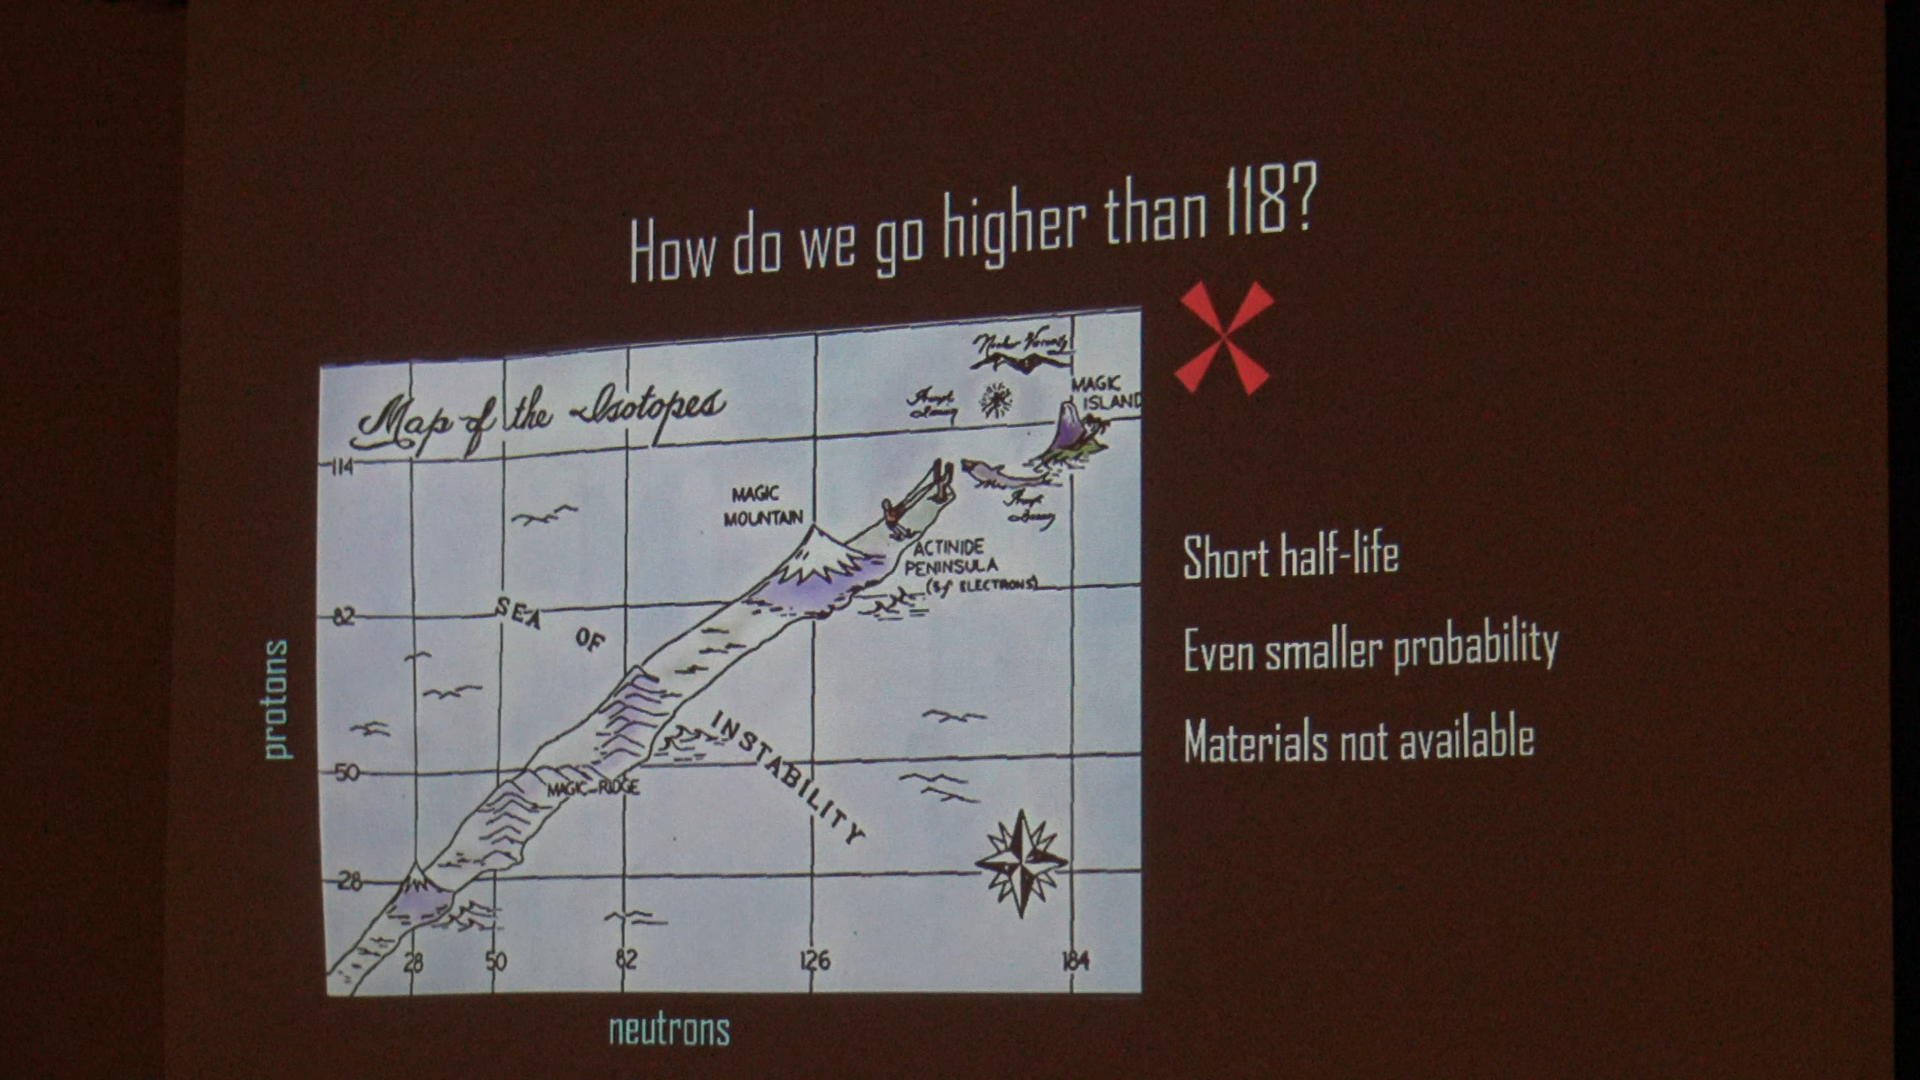 How do we go higher than 118?
Map of the Isotopes
MAGIC
ISLAND
114
MAGIC
MOUNTAIN
ACTINIDE
PENINSULA
(5f ELECTRONS)
82
SEA OF
INSTABILITY
50
MAGIC-RIDGE
28
28 50 82 126 184
protons
neutrons
Short half-life
Even smaller probability
Materials not available